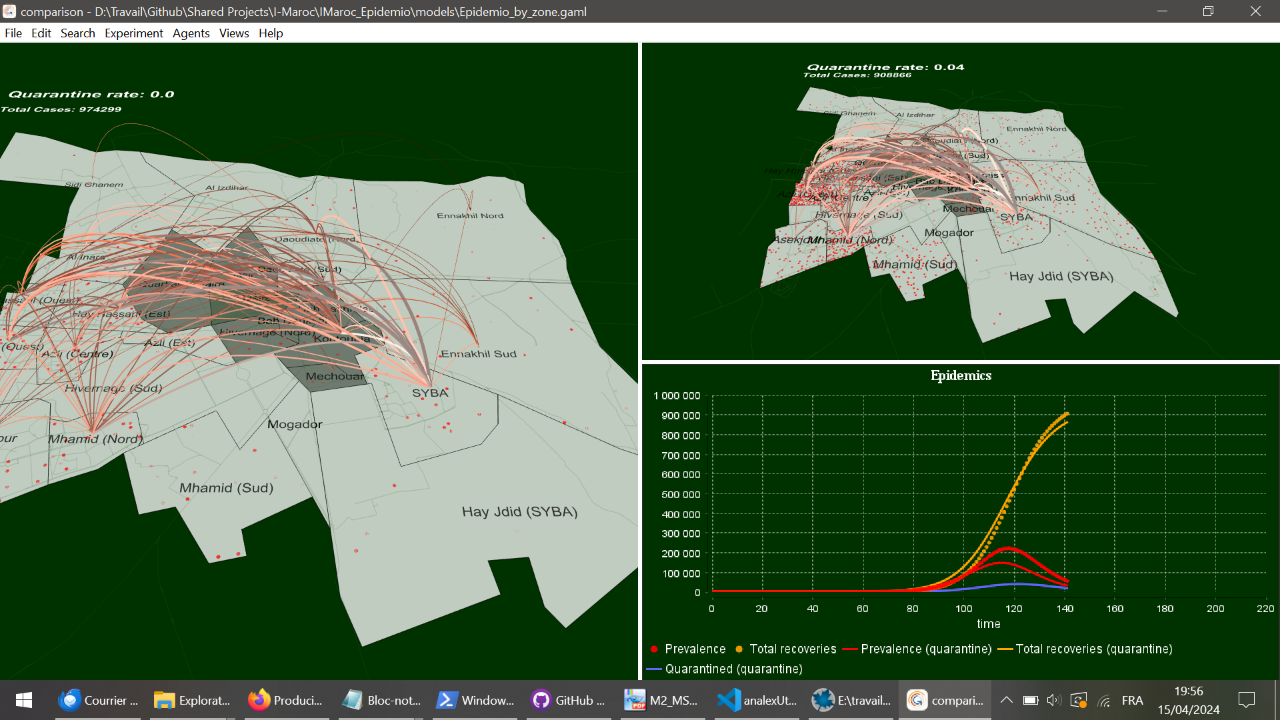 comparison - D:\Travail\Github\Shared Projects\I-Maroc\IMaroc_Epidemio\models\Epidemio_by_zone.gaml
File Edit Search Experiment Agents Views Help
Quarantine rate: 0.0
Total Cases: 974299
Sidi Ghanem
Al Izdihar
Ennakhil Nord
Daoudiate (Nord)
Al Inara
(Sud)
Hay Hassani (Est)
Hivernage (Nord)
(Quest)
Azli (Centre)
Azli (Est)
Ennakhil Sud
Mechouar
Hivernage (Sud)
SYBA
Mogador
Mhamid (Nord)
Mhamid (Sud)
Hay Jdid (SYBA)
Quarantine rate: 0.04
Total Cases: 908866
Sidi Ghanem
Al Izdihar
Ennakhil Nord
(Sud)
Ennakhil Sud
Mechouar
Hivernage (Sud)
SYBA
Mogador
Mhamid (Nord)
Mhamid (Sud)
Hay Jdid (SYBA)
Epidemics
1 000 000
900 000
800 000
700 000
600 000
500 000
400 000
300 000
200 000
100 000
0
0 20 40 60 80 100 120 140 160 180 200 220
time
Prevalence Total recoveries Prevalence (quarantine) Total recoveries (quarantine)
Quarantined (quarantine)
Courrier ... Explorat... Produci... Bloc-not... Window... GitHub ... M2_MS... analexUt... E:\travail... compari... FRA
19:56
15/04/2024